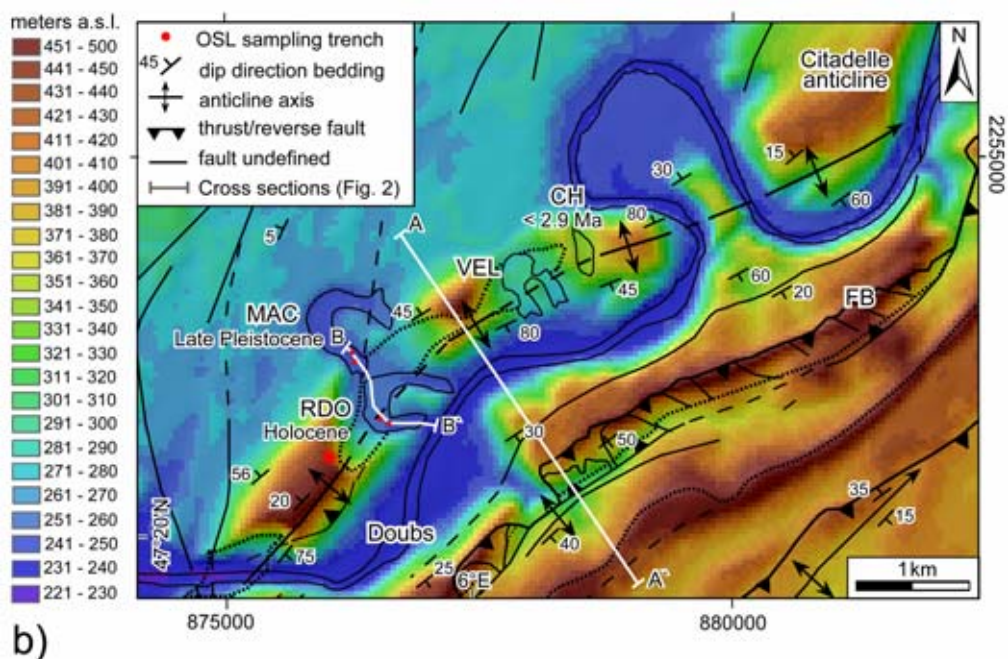 meters a.s.l.
451 - 500
441 - 450
431 - 440
421 - 430
411 - 420
401 - 410
391 - 400
381 - 390
371 - 380
361 - 370
351 - 360
341 - 350
331 - 340
321 - 330
311 - 320
301 - 310
291 - 300
281 - 290
271 - 280
261 - 270
251 - 260
241 - 250
231 - 240
221 - 230
b)
OSL sampling trench
45 dip direction bedding
anticline axis
thrust/reverse fault
fault undefined
Cross sections (Fig. 2)
N
Citadelle
anticline
15
30
60
CH
< 2.9 Ma
80
5
A
VEL
45
45
60
20
FB
MAC
Late Pleistocene
B
80
RDO
Holocene
B`
30
50
56
20
35
15
47°20'N
Doubs
75
40
25
6°E
A`
1km
2255000
875000
880000